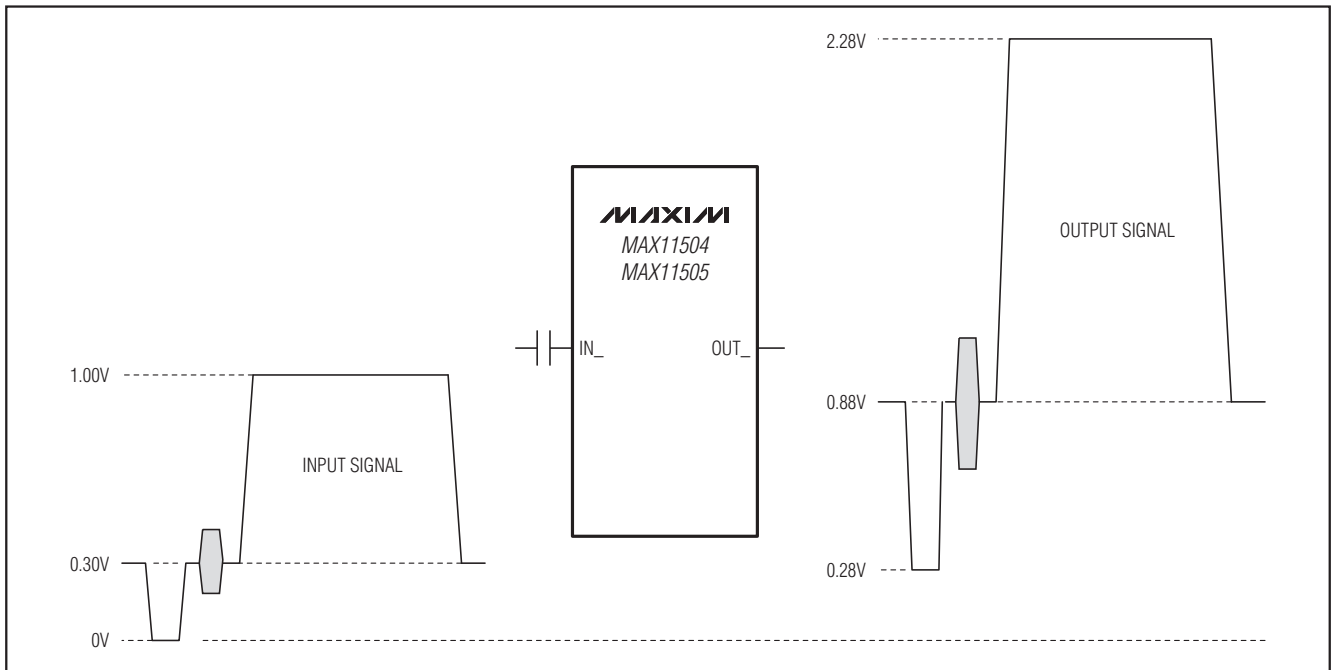 2.28V
MAXIM
MAX11504
MAX11505
OUTPUT SIGNAL
IN_
OUT_
1.00V
0.88V
INPUT SIGNAL
0.30V
0.28V
0V